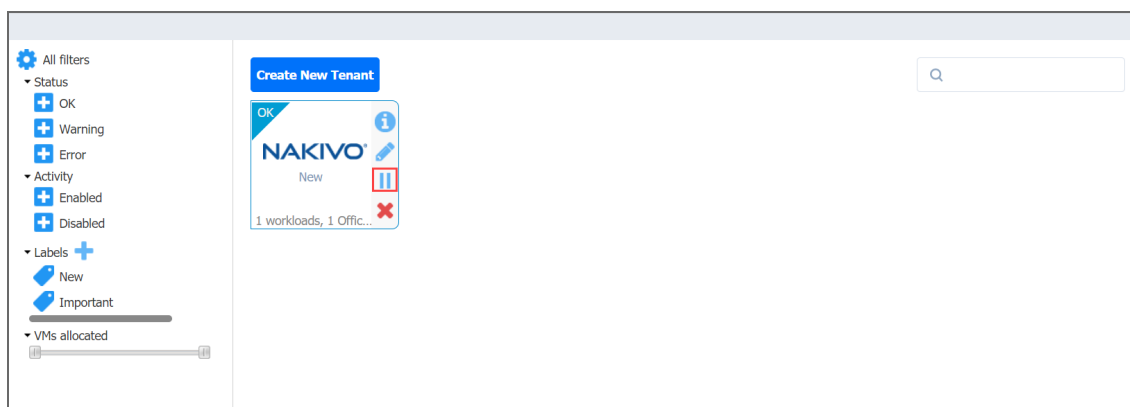 All filters
Status
OK
Warning
Error
Activity
Enabled
Disabled
Labels
New
Important
VMs allocated
Create New Tenant
OK
NAKIVO®
New
1 workloads, 1 Offic...